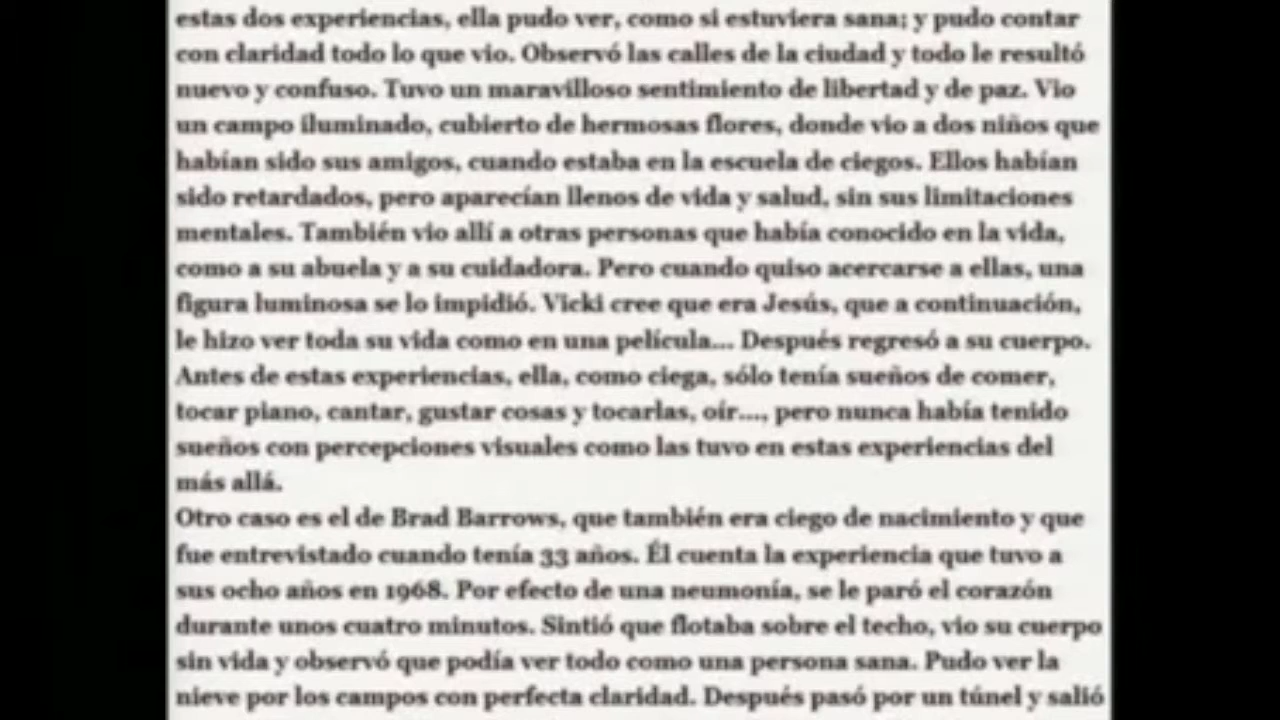 estas dos experiencias, ella pudo ver, como si estuviera sana; y pudo contar
con claridad todo lo que vio. Observó las calles de la ciudad y todo le resultó
nuevo y confuso. Tuvo un maravilloso sentimiento de libertad y de paz. Vio
un campo iluminado, cubierto de hermosas flores, donde vio a dos niños que
habían sido sus amigos, cuando estaba en la escuela de ciegos. Ellos habían
sido retardados, pero aparecían llenos de vida y salud, sin sus limitaciones
mentales. También vio allí a otras personas que había conocido en la vida,
como a su abuela y a su cuidadora. Pero cuando quiso acercarse a ellas, una
figura luminosa se lo impidió. Vicki cree que era Jesús, que a continuación,
le hizo ver toda su vida como en una película... Después regresó a su cuerpo.
Antes de estas experiencias, ella, como ciega, sólo tenía sueños de comer,
tocar piano, cantar, gustar cosas y tocarlas, oír..., pero nunca había tenido
sueños con percepciones visuales como las tuvo en estas experiencias del
más allá.
Otro caso es el de Brad Barrows, que también era ciego de nacimiento y que
fue entrevistado cuando tenía 33 años. Él cuenta la experiencia que tuvo a
sus ocho años en 1968. Por efecto de una neumonía, se le paró el corazón
durante unos cuatro minutos. Sintió que flotaba sobre el techo, vio su cuerpo
sin vida y observó que podía ver todo como una persona sana. Pudo ver la
nieve por los campos con perfecta claridad. Después pasó por un túnel y salió